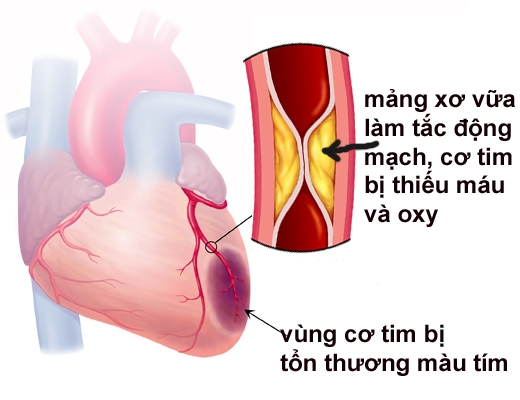 mảng xơ vữa
làm tắc động
mạch, cơ tim
bị thiếu máu
và oxy
vùng cơ tim bị
tổn thương màu tím